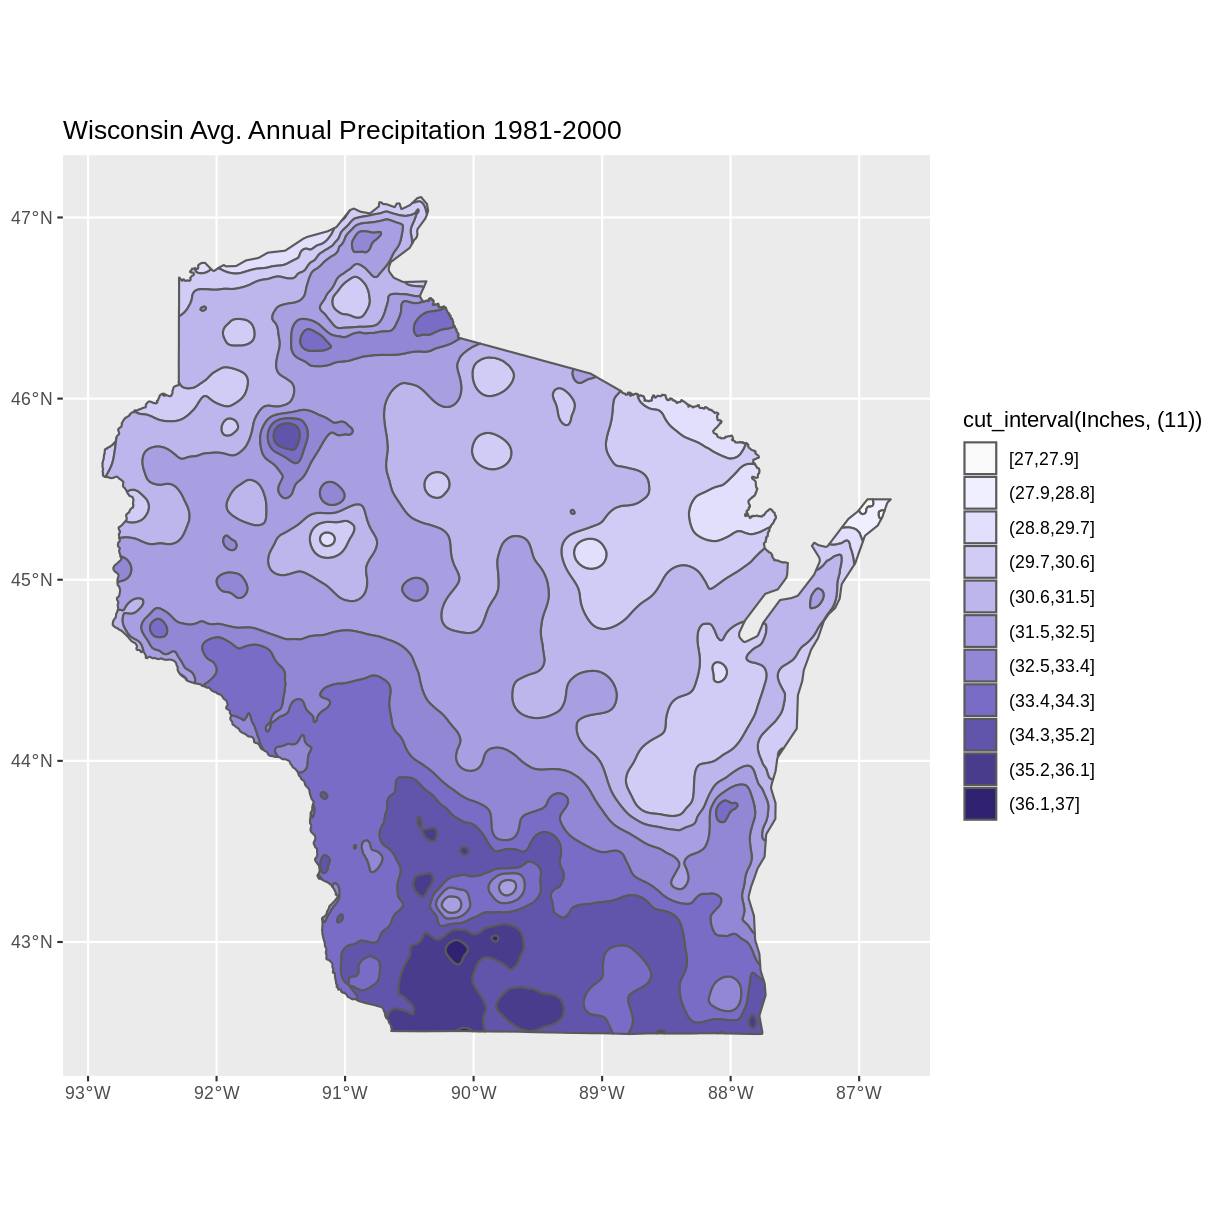 Wisconsin Avg. Annual Precipitation 1981-2000
47°N
46°N
45°N
44°N
43°N
93°W
92°W
91°W
90°W
89°W
88°W
87°W
cut_interval(Inches, (11))
[27,27.9]
(27.9,28.8]
(28.8,29.7]
(29.7,30.6]
(30.6,31.5]
(31.5,32.5]
(32.5,33.4]
(33.4,34.3]
(34.3,35.2]
(35.2,36.1]
(36.1,37]